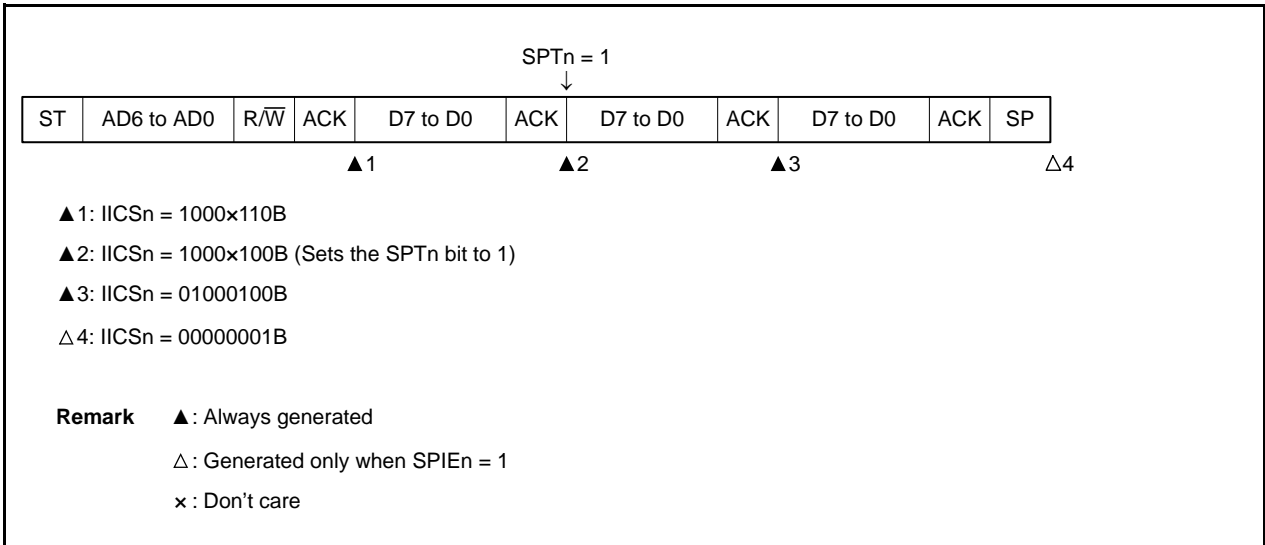 SPTn = 1
↓
ST AD6 to AD0 R/W̅ ACK D7 to D0 ACK D7 to D0 ACK D7 to D0 ACK SP
▲1 ▲2 ▲3 △4
▲1: IICSn = 1000×110B
▲2: IICSn = 1000×100B (Sets the SPTn bit to 1)
▲3: IICSn = 01000100B
△4: IICSn = 00000001B
Remark ▲: Always generated
△: Generated only when SPIEn = 1
×: Don't care